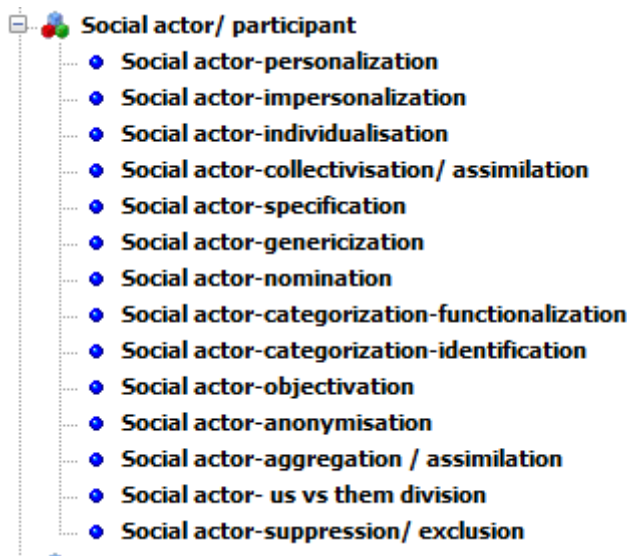 Social actor/ participant
Social actor-personalization
Social actor-impersonalization
Social actor-individualisation
Social actor-collectivisation/ assimilation
Social actor-specification
Social actor-genericization
Social actor-nomination
Social actor-categorization-functionalization
Social actor-categorization-identification
Social actor-objectivation
Social actor-anonymisation
Social actor-aggregation / assimilation
Social actor- us vs them division
Social actor-suppression/ exclusion